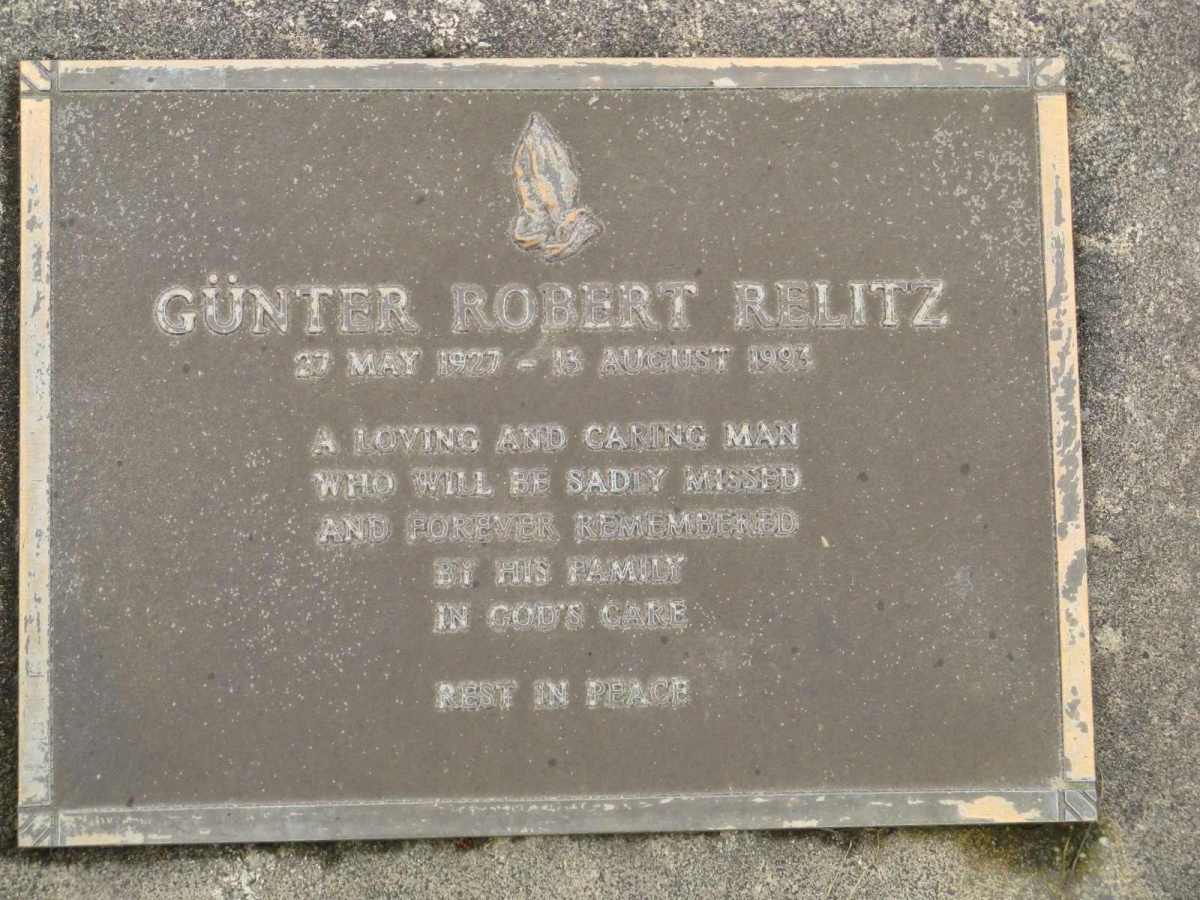 GÜNTER ROBERT RELITZ
27 MAY 1927 - 13 AUGUST 1993
A LOVING AND CARING MAN
WHO WILL BE SADLY MISSED
AND FOREVER REMEMBERED
BY HIS FAMILY
IN GOD'S CARE
REST IN PEACE